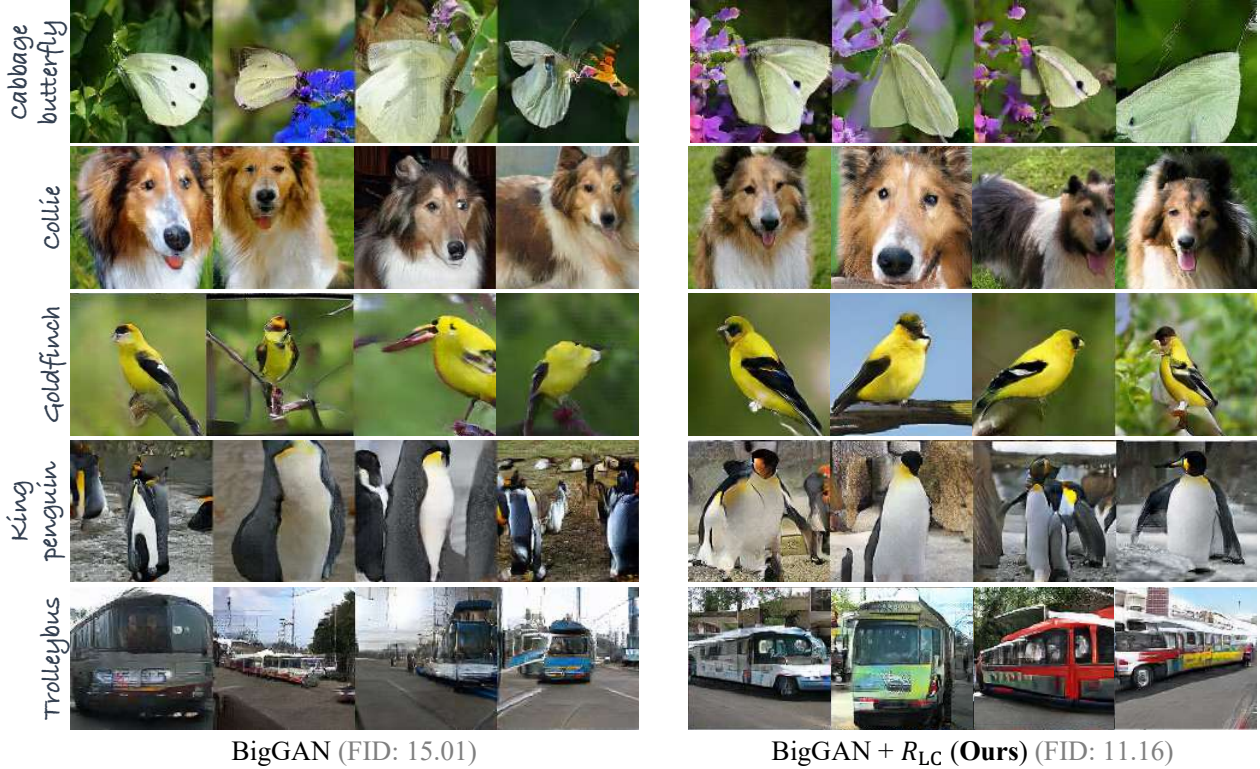 Cabbage
butterfly
Collie
Goldfinch
King
penguin
Trolleybus
BigGAN (FID: 15.01)
BigGAN + R_LC (Ours) (FID: 11.16)